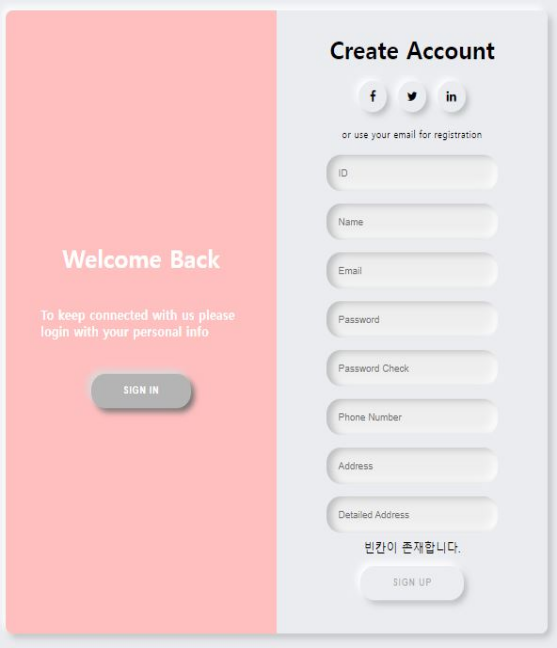 Welcome Back
To keep connected with us please
login with your personal info
SIGN IN
Create Account
or use your email for registration
ID
Name
Email
Password
Password Check
Phone Number
Address
Detailed Address
빈칸이 존재합니다.
SIGN UP